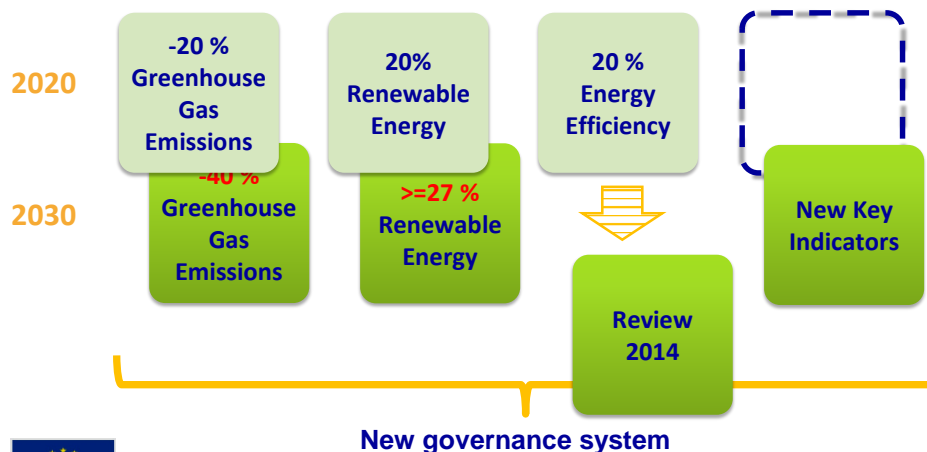 2020
-20 %
Greenhouse
Gas
Emissions
20%
Renewable
Energy
20 %
Energy
Efficiency
2030
-40 %
Greenhouse
Gas
Emissions
>=27 %
Renewable
Energy
Review
2014
New Key
Indicators
New governance system